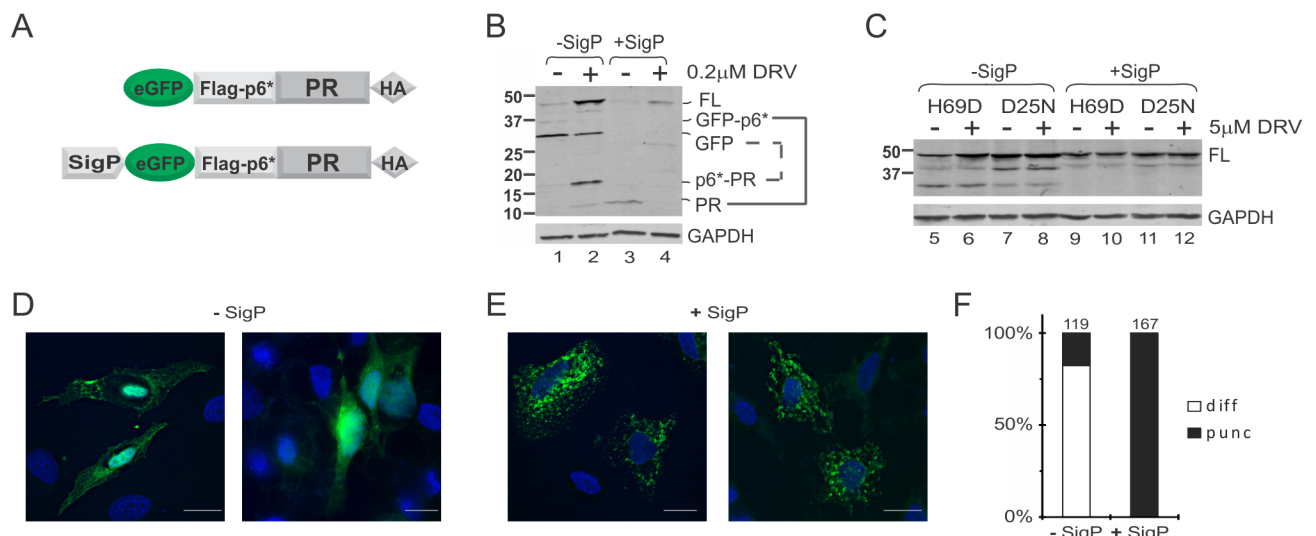 A
eGFP Flag-p6* PR HA
SigP eGFP Flag-p6* PR HA
B
-SigP +SigP
- + - + 0.2µM DRV
50
37
25
20
15
10
FL
GFP-p6*
GFP
p6*-PR
PR
GAPDH
1 2 3 4
C
-SigP +SigP
H69D D25N H69D D25N
- + - + - + - + 5µM DRV
50
37
FL
GAPDH
5 6 7 8 9 10 11 12
D
- SigP
E
+ SigP
F
119 167
100%
50%
0%
diff
punc
- SigP + SigP